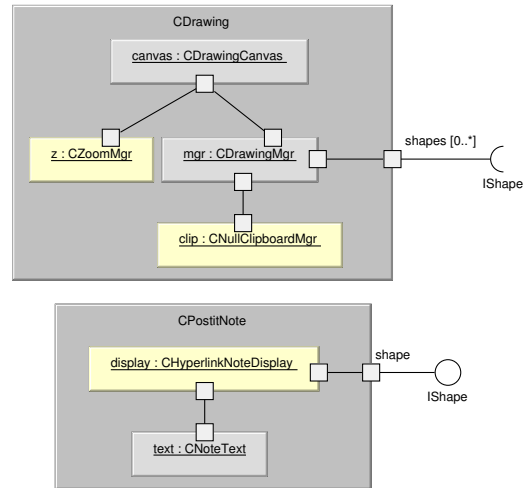 CDrawing
canvas : CDrawingCanvas
z : CZoomMgr
mgr : CDrawingMgr
shapes [0..*]
IShape
clip : CNullClipboardMgr
CPostitNote
display : CHyperlinkNoteDisplay
shape
IShape
text : CNoteText